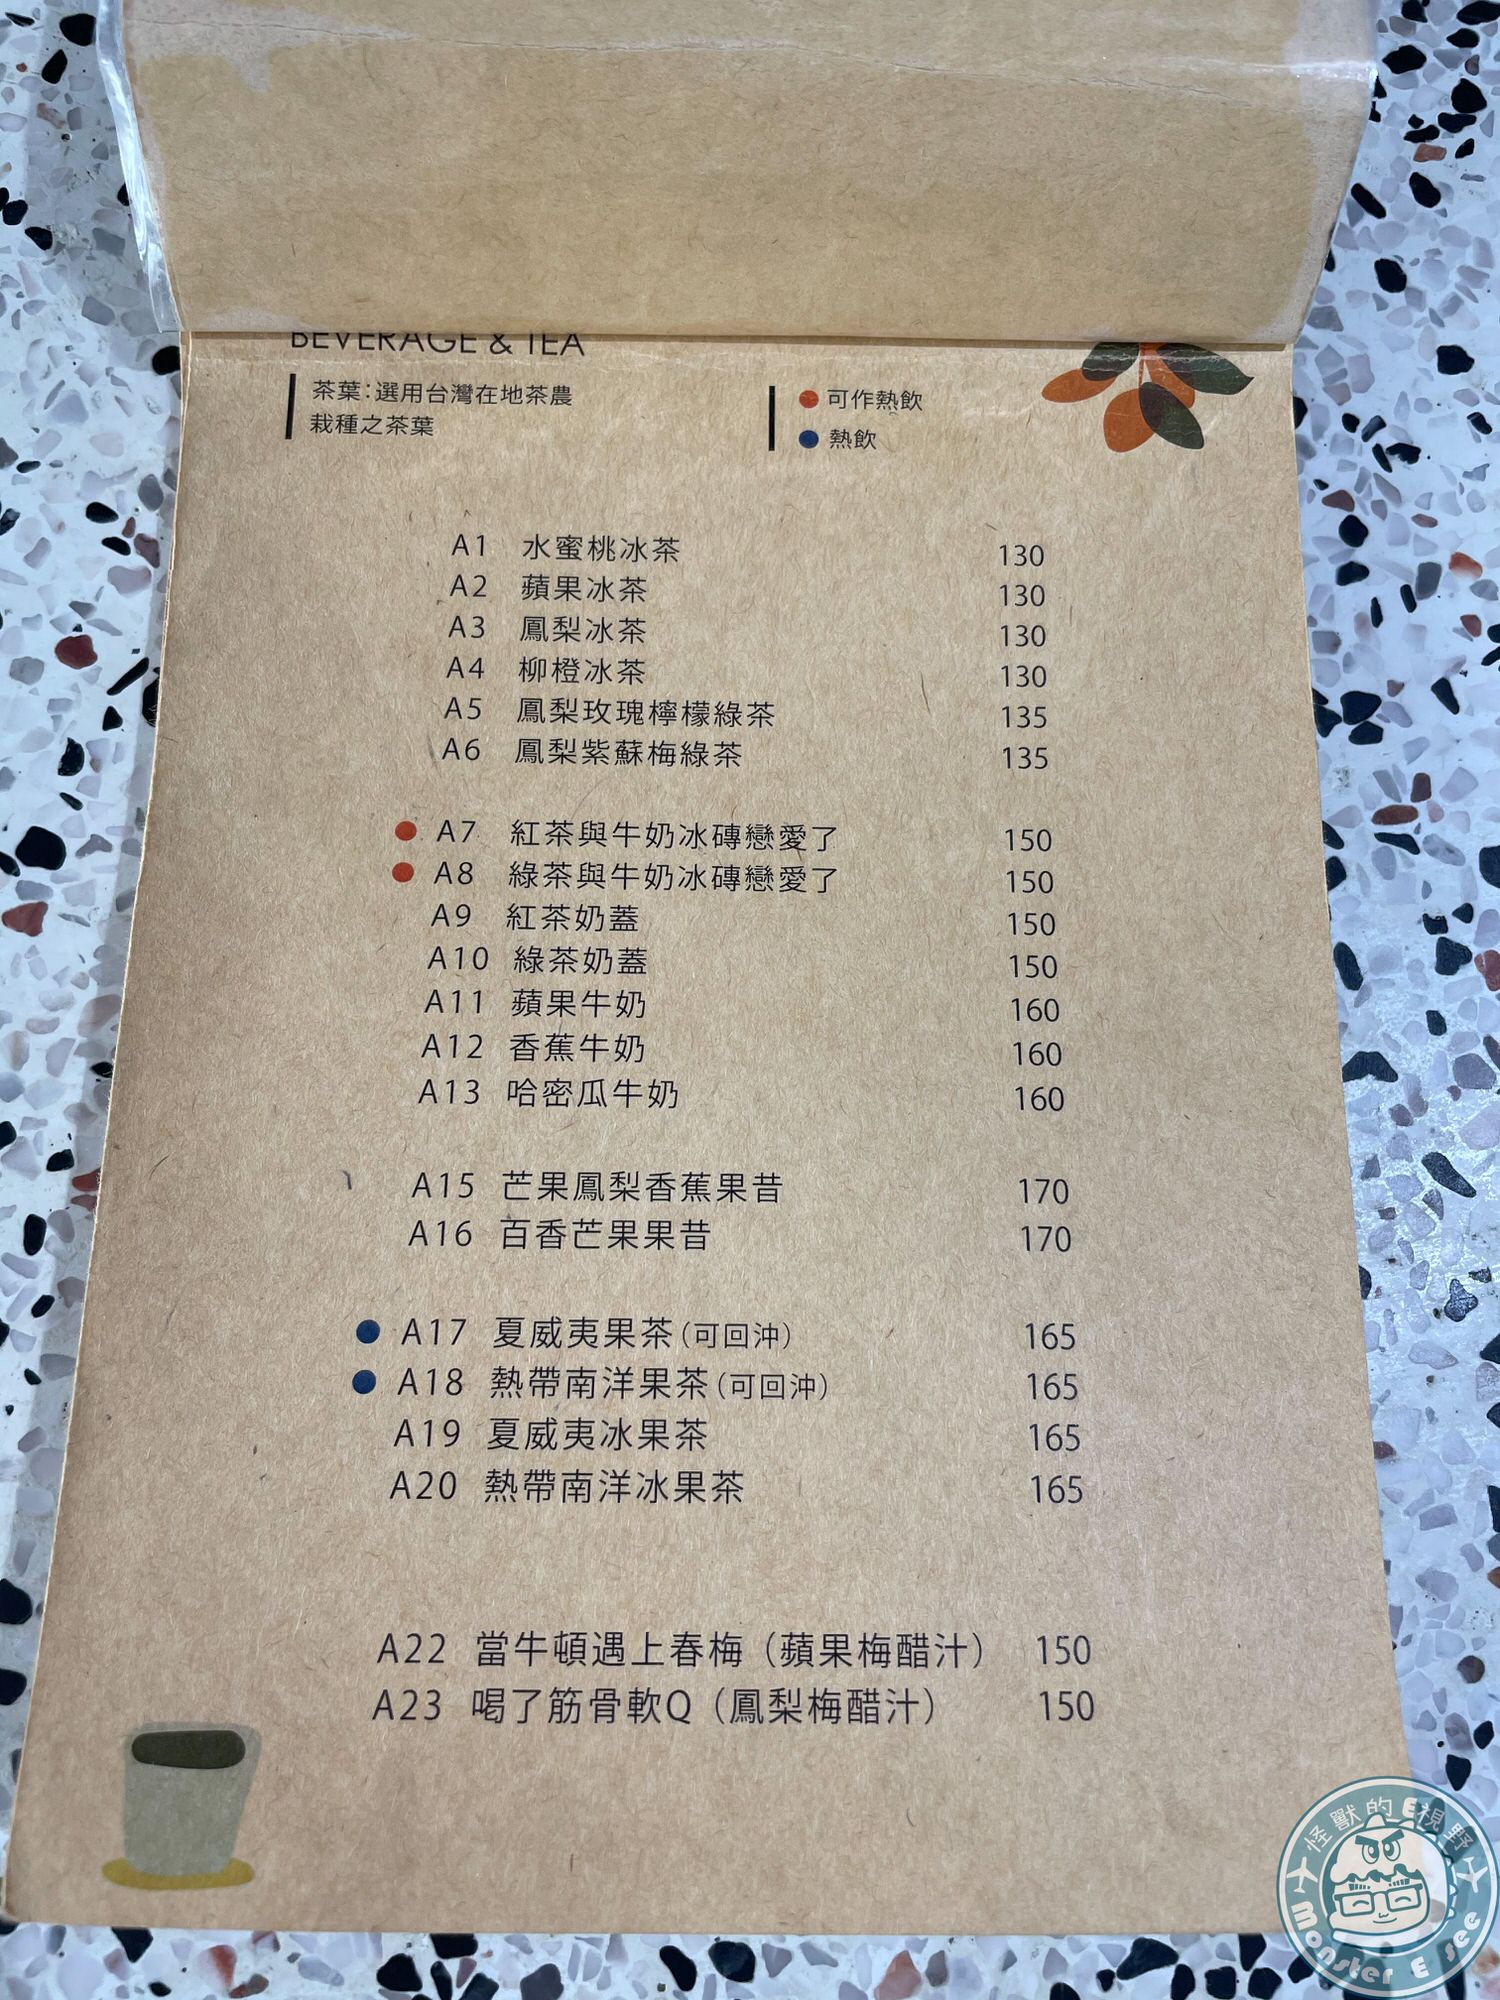 BEVERAGE & TEA
茶葉：選用台灣在地茶農
栽種之茶葉
可作熱飲
熱飲
A1 水蜜桃冰茶 130
A2 蘋果冰茶 130
A3 鳳梨冰茶 130
A4 柳橙冰茶 130
A5 鳳梨玫瑰檸檬綠茶 135
A6 鳳梨紫蘇梅綠茶 135
A7 紅茶與牛奶冰磚戀愛了 150
A8 綠茶與牛奶冰磚戀愛了 150
A9 紅茶奶蓋 150
A10 綠茶奶蓋 150
A11 蘋果牛奶 160
A12 香蕉牛奶 160
A13 哈密瓜牛奶 160
A15 芒果鳳梨香蕉果昔 170
A16 百香芒果果昔 170
A17 夏威夷果茶(可回沖) 165
A18 熱帶南洋果茶(可回沖) 165
A19 夏威夷冰果茶 165
A20 熱帶南洋冰果茶 165
A22 當牛頓遇上春梅（蘋果梅醋汁） 150
A23 喝了筋骨軟Q（鳳梨梅醋汁） 150
怪獸的E視野
Monster E see